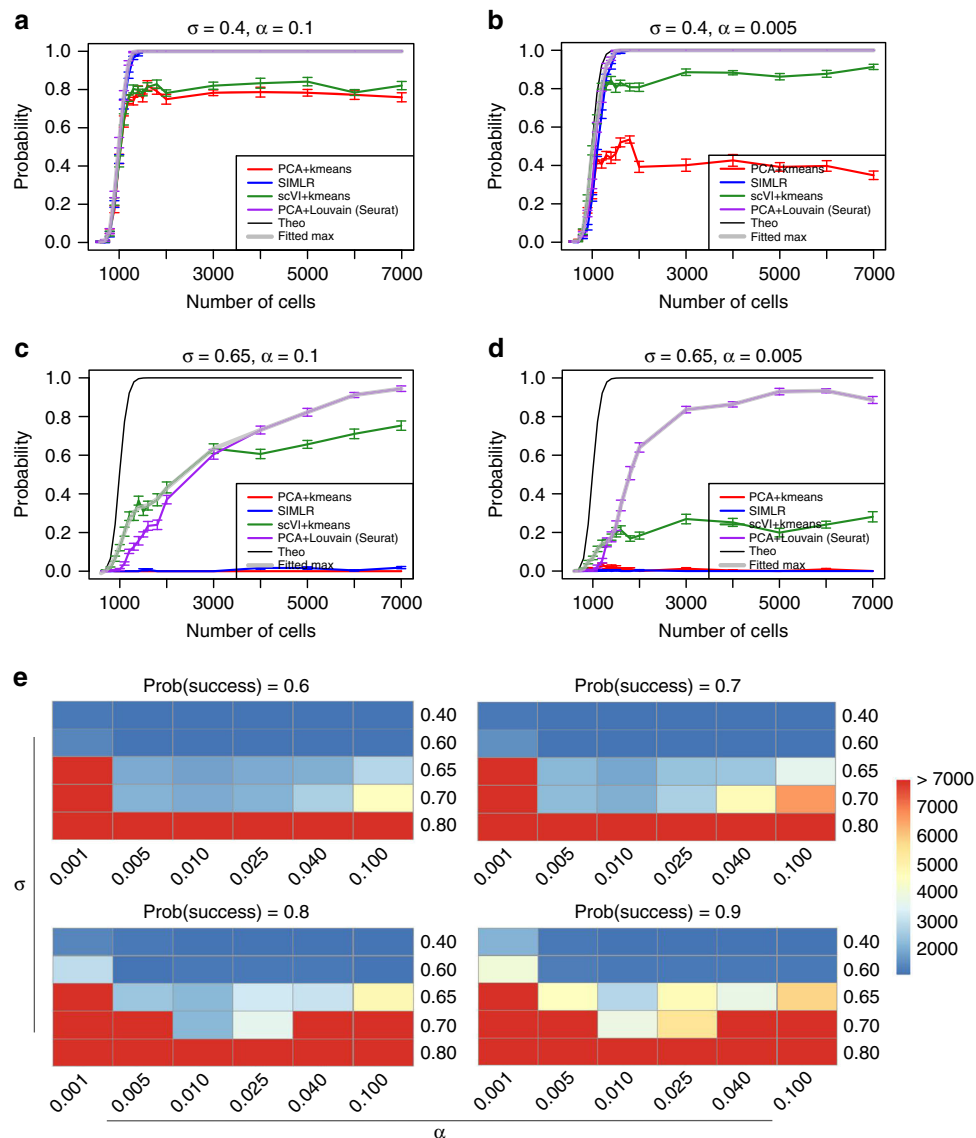 a
σ = 0.4, α = 0.1
Probability
1.0
0.8
0.6
0.4
0.2
0.0
PCA+kmeans
SIMLR
scVI+kmeans
PCA+Louvain (Seurat)
Theo
Fitted max
1000 3000 5000 7000
Number of cells
b
σ = 0.4, α = 0.005
Probability
1.0
0.8
0.6
0.4
0.2
0.0
PCA+kmeans
SIMLR
scVI+kmeans
PCA+Louvain (Seurat)
Theo
Fitted max
1000 3000 5000 7000
Number of cells
c
σ = 0.65, α = 0.1
Probability
1.0
0.8
0.6
0.4
0.2
0.0
PCA+kmeans
SIMLR
scVI+kmeans
PCA+Louvain (Seurat)
Theo
Fitted max
1000 3000 5000 7000
Number of cells
d
σ = 0.65, α = 0.005
Probability
1.0
0.8
0.6
0.4
0.2
0.0
PCA+kmeans
SIMLR
scVI+kmeans
PCA+Louvain (Seurat)
Theo
Fitted max
1000 3000 5000 7000
Number of cells
e
Prob(success) = 0.6
0.40
0.60
0.65
0.70
0.80
0.001 0.005 0.010 0.025 0.040 0.100
Prob(success) = 0.7
0.40
0.60
0.65
0.70
0.80
0.001 0.005 0.010 0.025 0.040 0.100
σ
Prob(success) = 0.8
0.40
0.60
0.65
0.70
0.80
0.001 0.005 0.010 0.025 0.040 0.100
Prob(success) = 0.9
0.40
0.60
0.65
0.70
0.80
0.001 0.005 0.010 0.025 0.040 0.100
α
> 7000
7000
6000
5000
4000
3000
2000